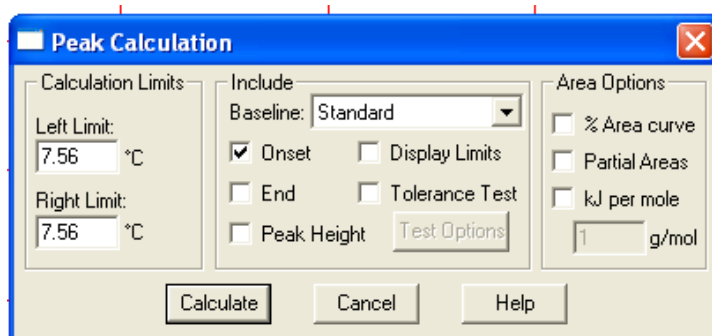 Peak Calculation
Calculation Limits
Left Limit:
7.56 °C
Right Limit:
7.56 °C
Include
Baseline: Standard
Onset Display Limits
End Tolerance Test
Peak Height Test Options
Area Options
% Area curve
Partial Areas
kJ per mole
1 g/mol
Calculate Cancel Help